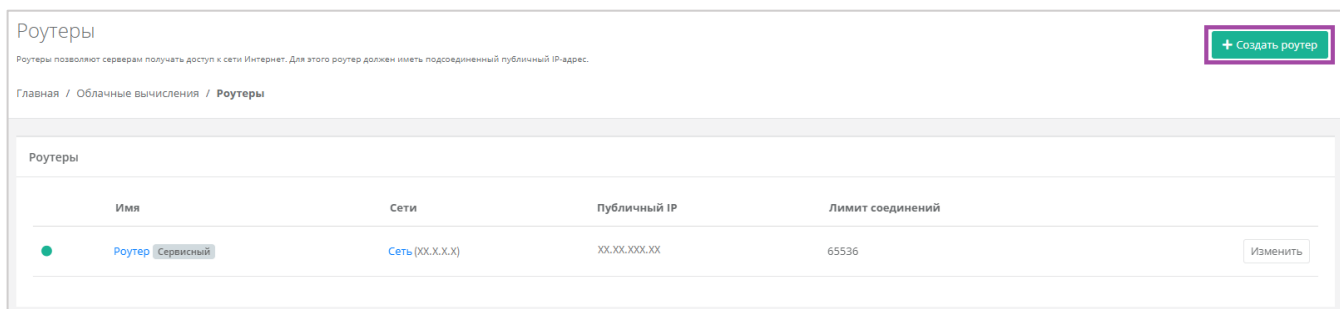 Роутеры
+ Создать роутер
Роутеры позволяют серверам получать доступ к сети Интернет. Для этого роутер должен иметь подсоединенный публичный IP-адрес.
Главная / Облачные вычисления / Роутеры
Роутеры
Имя Сети Публичный IP Лимит соединений
Роутер Сервисный Сеть (XX.X.X.X) XX.XX.XXX.XX 65536 Изменить